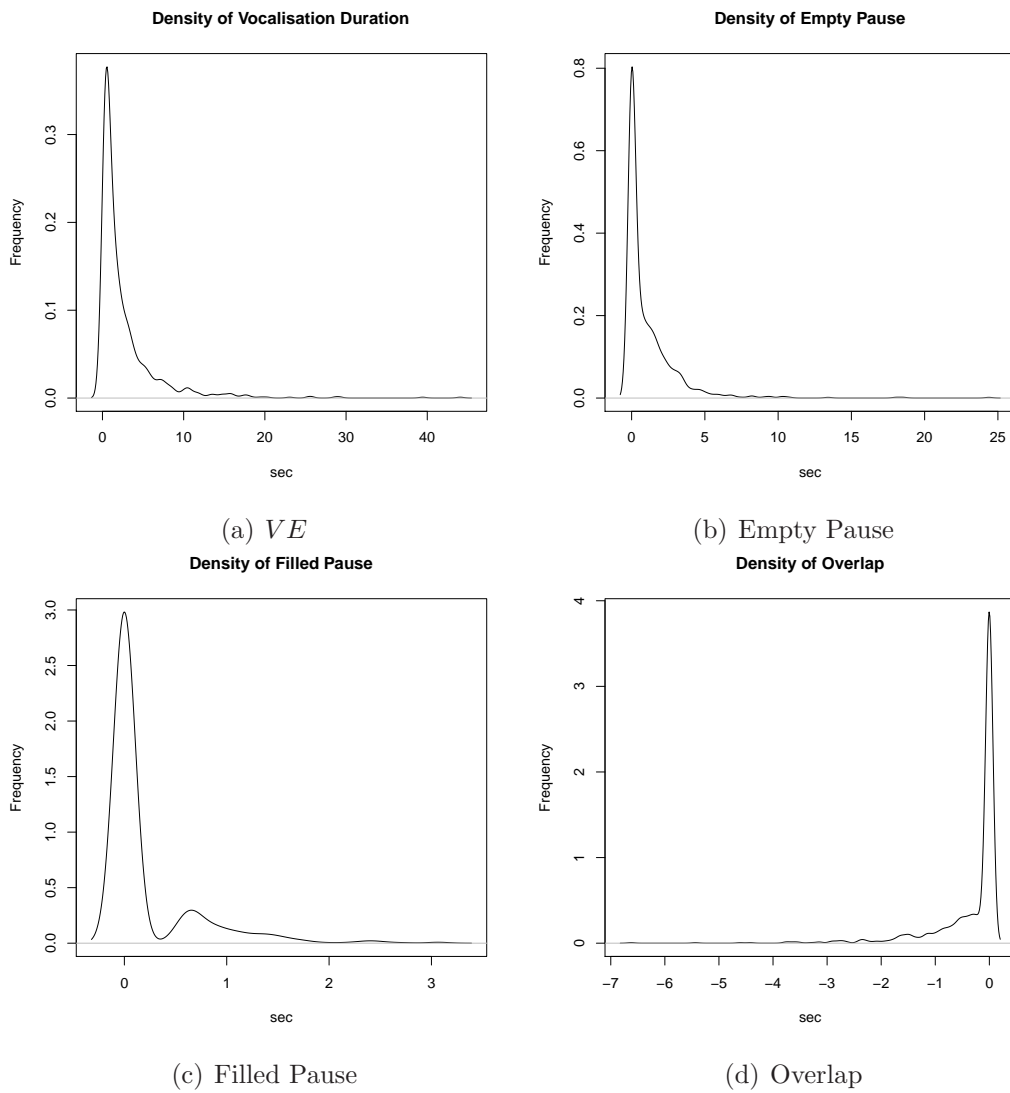 Density of Vocalisation Duration
Frequency
0.0
0.1
0.2
0.3
0 10 20 30 40
sec
(a) VE
Density of Empty Pause
Frequency
0.0
0.2
0.4
0.6
0.8
0 5 10 15 20 25
sec
(b) Empty Pause
Density of Filled Pause
Frequency
0.0
0.5
1.0
1.5
2.0
2.5
3.0
0 1 2 3
sec
(c) Filled Pause
Density of Overlap
Frequency
0
1
2
3
4
−7 −6 −5 −4 −3 −2 −1 0
sec
(d) Overlap